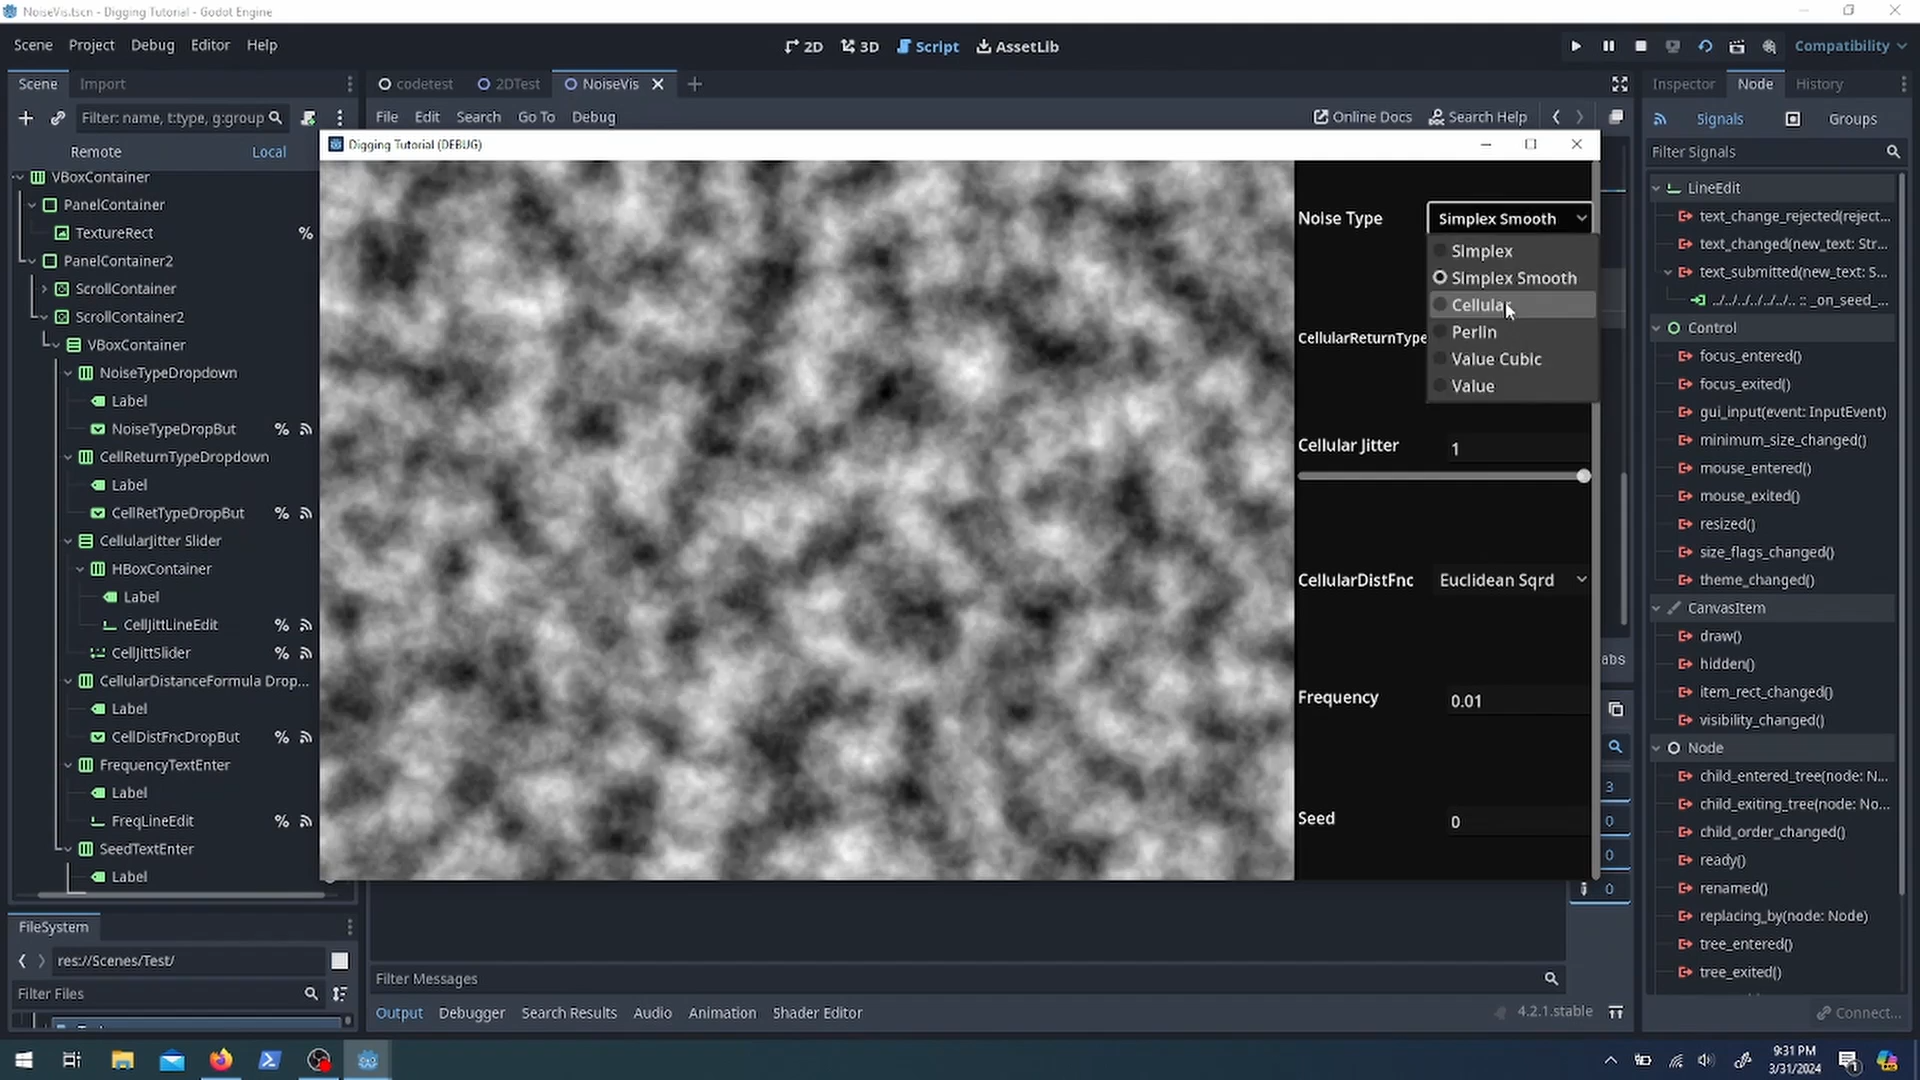 NoiseVis.tscn - Digging Tutorial - Godot Engine
Scene Project Debug Editor Help
2D 3D Script AssetLib
Compatibility
Scene Import
codetest 2DTest NoiseVis
Inspector Node History
Filter: name, t:type, g:group
File Edit Search Go To Debug
Online Docs Search Help
Signals Groups
Remote Local
Digging Tutorial (DEBUG)
Filter Signals
VBoxContainer
PanelContainer
TextureRect %
PanelContainer2
ScrollContainer
ScrollContainer2
VBoxContainer
NoiseTypeDropdown
Label
NoiseTypeDropBut %
CellReturnTypeDropdown
Label
CellRetTypeDropBut %
CellularJitter Slider
HBoxContainer
Label
CellJittLineEdit %
CellJittSlider %
CellularDistanceFormula Drop...
Label
CellDistFncDropBut %
FrequencyTextEnter
Label
FreqLineEdit %
SeedTextEnter
Label
Noise Type Simplex Smooth
Simplex
Simplex Smooth
Cellular
Perlin
Value Cubic
Value
CellularReturnType
Cellular Jitter 1
CellularDistFnc Euclidean Sqrd
Frequency 0.01
Seed 0
abs
3
0
0
0
LineEdit
text_change_rejected(reject...
text_changed(new_text: Str...
text_submitted(new_text: S...
../../../../../../.. :: _on_seed_...
Control
focus_entered()
focus_exited()
gui_input(event: InputEvent)
minimum_size_changed()
mouse_entered()
mouse_exited()
resized()
size_flags_changed()
theme_changed()
CanvasItem
draw()
hidden()
item_rect_changed()
visibility_changed()
Node
child_entered_tree(node: N...
child_exiting_tree(node: No...
child_order_changed()
ready()
renamed()
replacing_by(node: Node)
tree_entered()
tree_exited()
Connect...
FileSystem
res://Scenes/Test/
Filter Files
Filter Messages
Output Debugger Search Results Audio Animation Shader Editor
4.2.1.stable
9:31 PM
3/31/2024
1